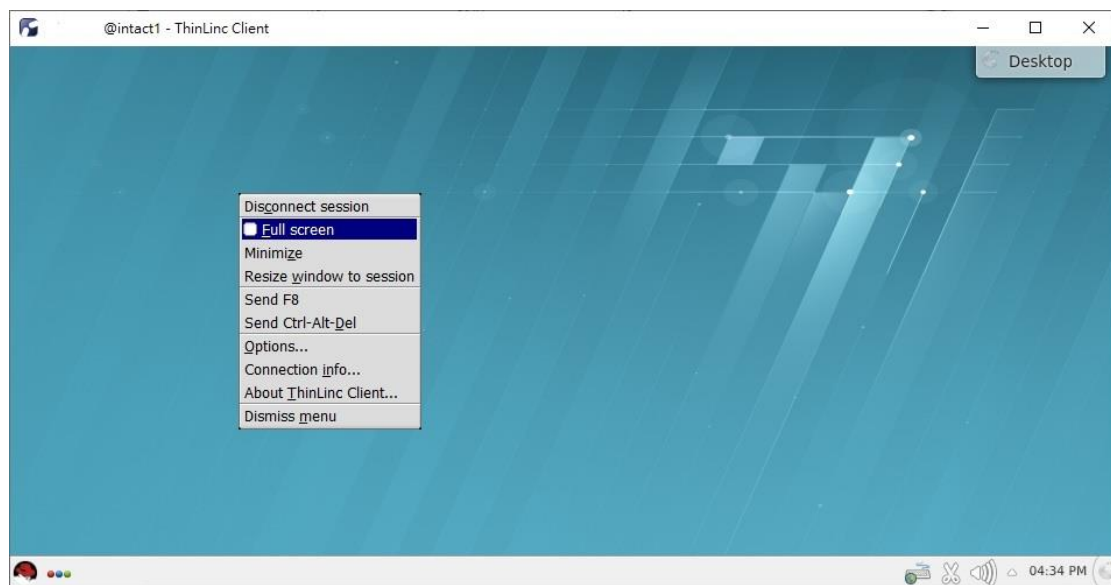 @intact1 - ThinLinc Client
Desktop
Disconnect session
Full screen
Minimize
Resize window to session
Send F8
Send Ctrl-Alt-Del
Options...
Connection info...
About ThinLinc Client...
Dismiss menu
04:34 PM